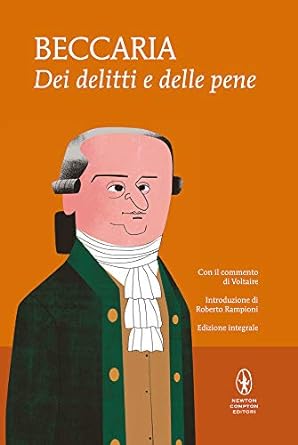 BECCARIA
Dei delitti e delle pene
Con il commento
di Voltaire
Introduzione di
Roberto Rampioni
Edizione integrale
NEWTON
COMPTON
EDITORI